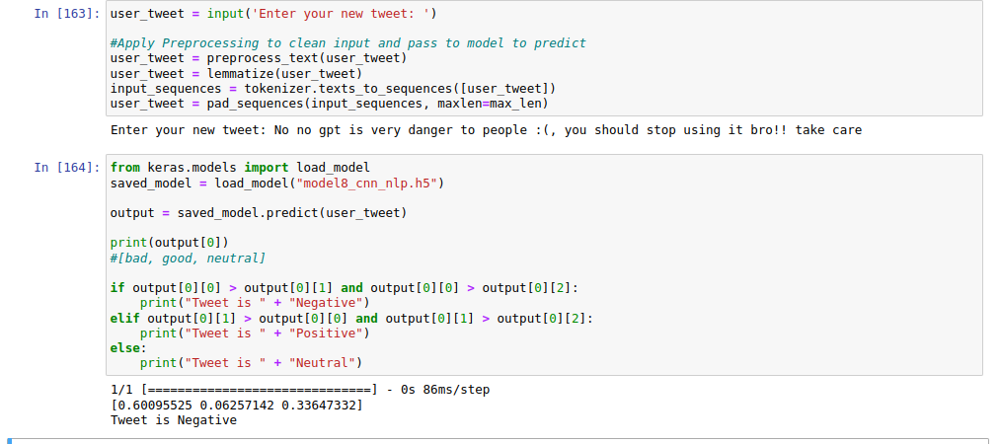 In [163]: user_tweet = input('Enter your new tweet: ')
#Apply Preprocessing to clean input and pass to model to predict
user_tweet = preprocess_text(user_tweet)
user_tweet = lemmatize(user_tweet)
input_sequences = tokenizer.texts_to_sequences([user_tweet])
user_tweet = pad_sequences(input_sequences, maxlen=max_len)
Enter your new tweet: No no gpt is very danger to people :(, you should stop using it bro!! take care
In [164]: from keras.models import load_model
saved_model = load_model("model8_cnn_nlp.h5")
output = saved_model.predict(user_tweet)
print(output[0])
#[bad, good, neutral]
if output[0][0] > output[0][1] and output[0][0] > output[0][2]:
    print("Tweet is " + "Negative")
elif output[0][1] > output[0][0] and output[0][1] > output[0][2]:
    print("Tweet is " + "Positive")
else:
    print("Tweet is " + "Neutral")
1/1 [==============================] - 0s 86ms/step
[0.60095525 0.06257142 0.33647332]
Tweet is Negative